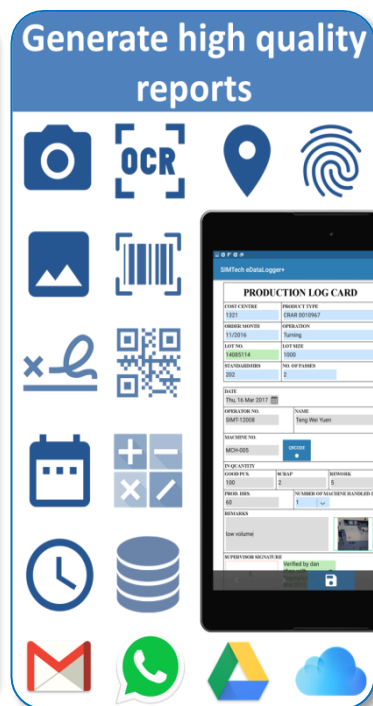 Generate high quality
reports
OCR
SIMTech eDataLogger+
PRODUCTION LOG CARD
COST CENTRE PRODUCT TYPE
1321 CRAR 0010967
ORDER MONTH OPERATION
11/2016 Turning
LOT NO. LOT SIZE
14085114 1000
STANDARD HRS NO. OF PASSES
202 2
DATE
Thu, 16 Mar 2017
OPERATOR NO. NAME
SIMT-12008 Teng Wei Yuen
MACHINE NO.
MCH-005 QRCODE
IN QUANTITY
GOOD PCS. SCRAP REWORK
100 2 5
PROD. HRS. NUMBER OF MACHINE HANDLED
60 1
REMARKS
low volume
SUPERVISOR SIGNATURE
Verified by dan